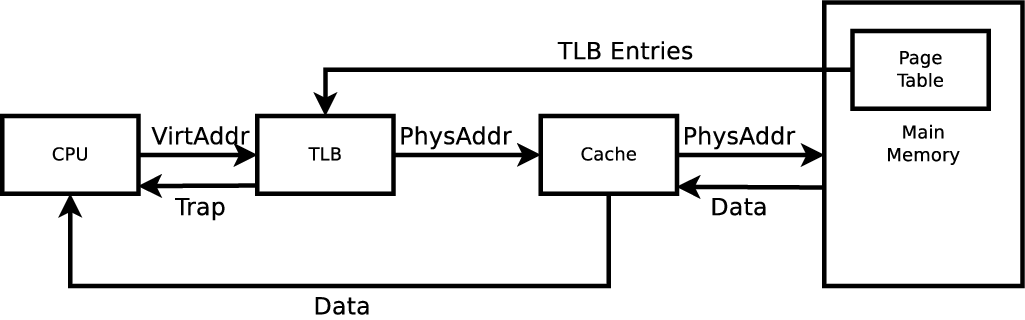 Page
Table
TLB Entries
Main
Memory
VirtAddr
PhysAddr
PhysAddr
CPU
TLB
Cache
Trap
Data
Data